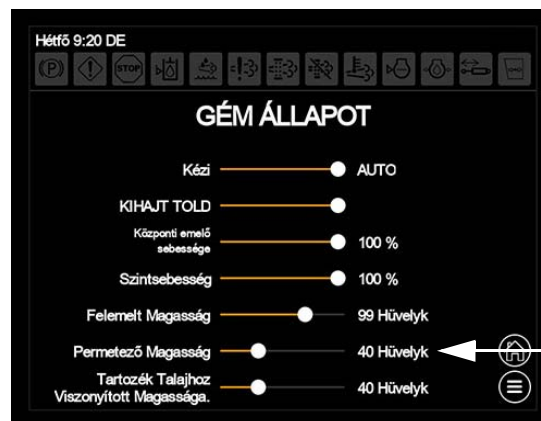 Hétfő 9:20 DE
(P) STOP
GÉM ÁLLAPOT
Kézi AUTO
KIHAJT TOLD
Központi emelő
sebessége 100 %
Szintsebesség 100 %
Felemelt Magasság 99 Hüvelyk
Permetező Magasság 40 Hüvelyk
Tartozék Talajhoz
Viszonyított Magassága. 40 Hüvelyk